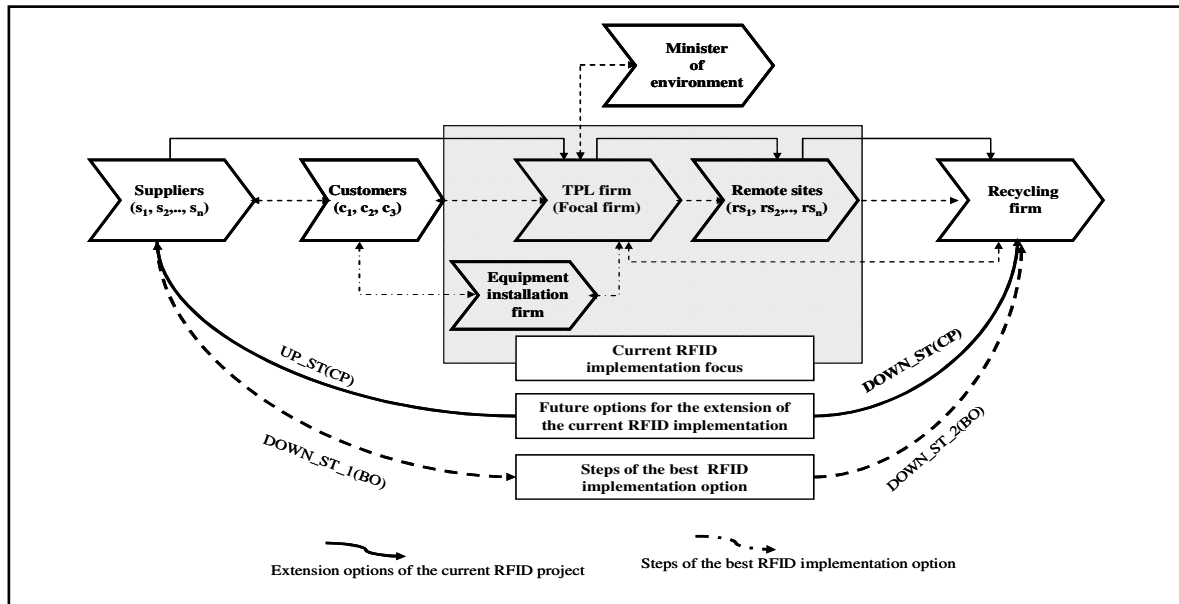 Minister
of
environment
Suppliers
(s1, s2,.., sn)
Customers
(c1, c2, c3)
TPL firm
(Focal firm)
Remote sites
(rs1, rs2,.., rsn)
Recycling
firm
Equipment
installation
firm
Current RFID
implementation focus
UP_ST(CP)
DOWN_ST(CP)
Future options for the extension of
the current RFID implementation
DOWN_ST_1(BO)
DOWN_ST_2(BO)
Steps of the best RFID
implementation option
Extension options of the current RFID project
Steps of the best RFID implementation option